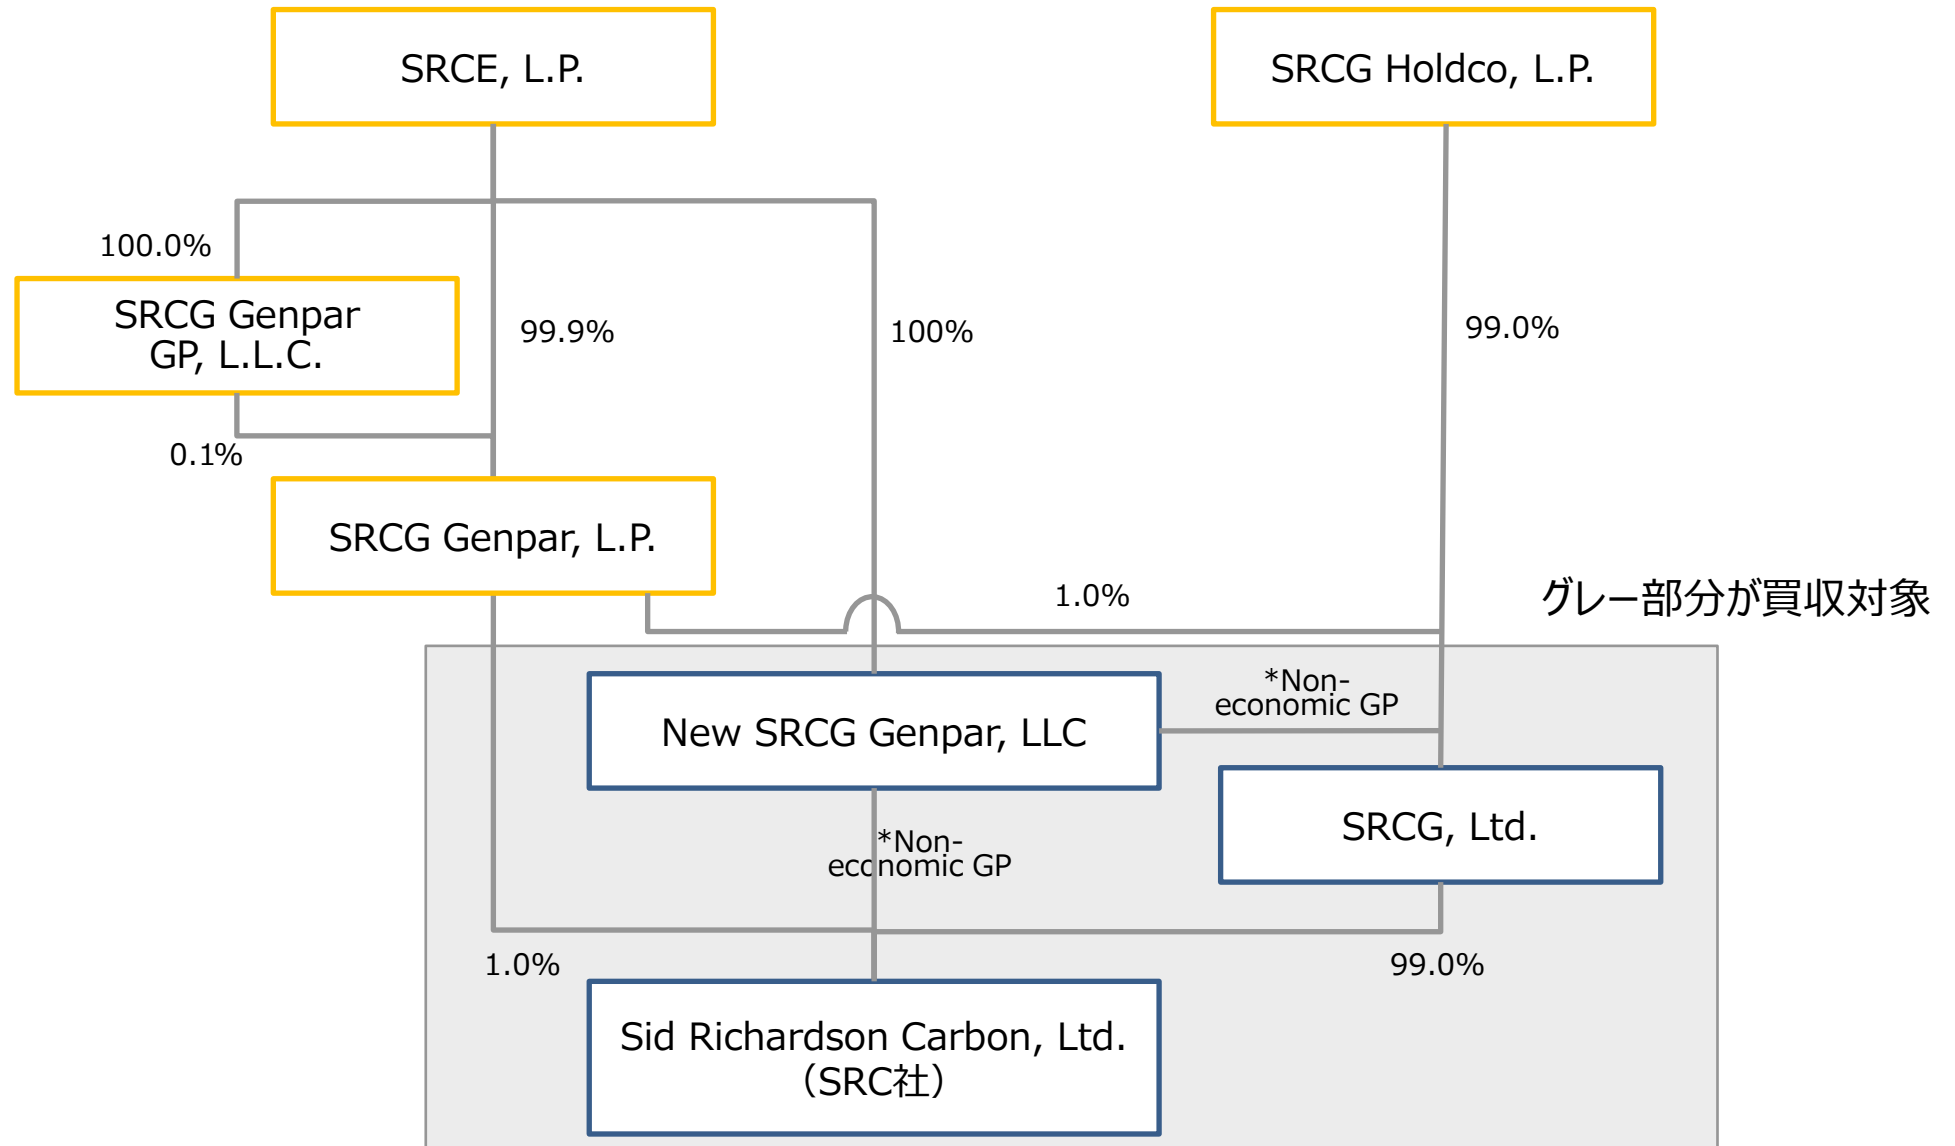 SRCE, L.P.
SRCG Holdco, L.P.
100.0%
SRCG Genpar
GP, L.L.C.
99.9%
100%
99.0%
0.1%
SRCG Genpar, L.P.
1.0%
グレー部分が買収対象
*Non-
economic GP
New SRCG Genpar, LLC
SRCG, Ltd.
*Non-
economic GP
1.0%
99.0%
Sid Richardson Carbon, Ltd.
（SRC社）